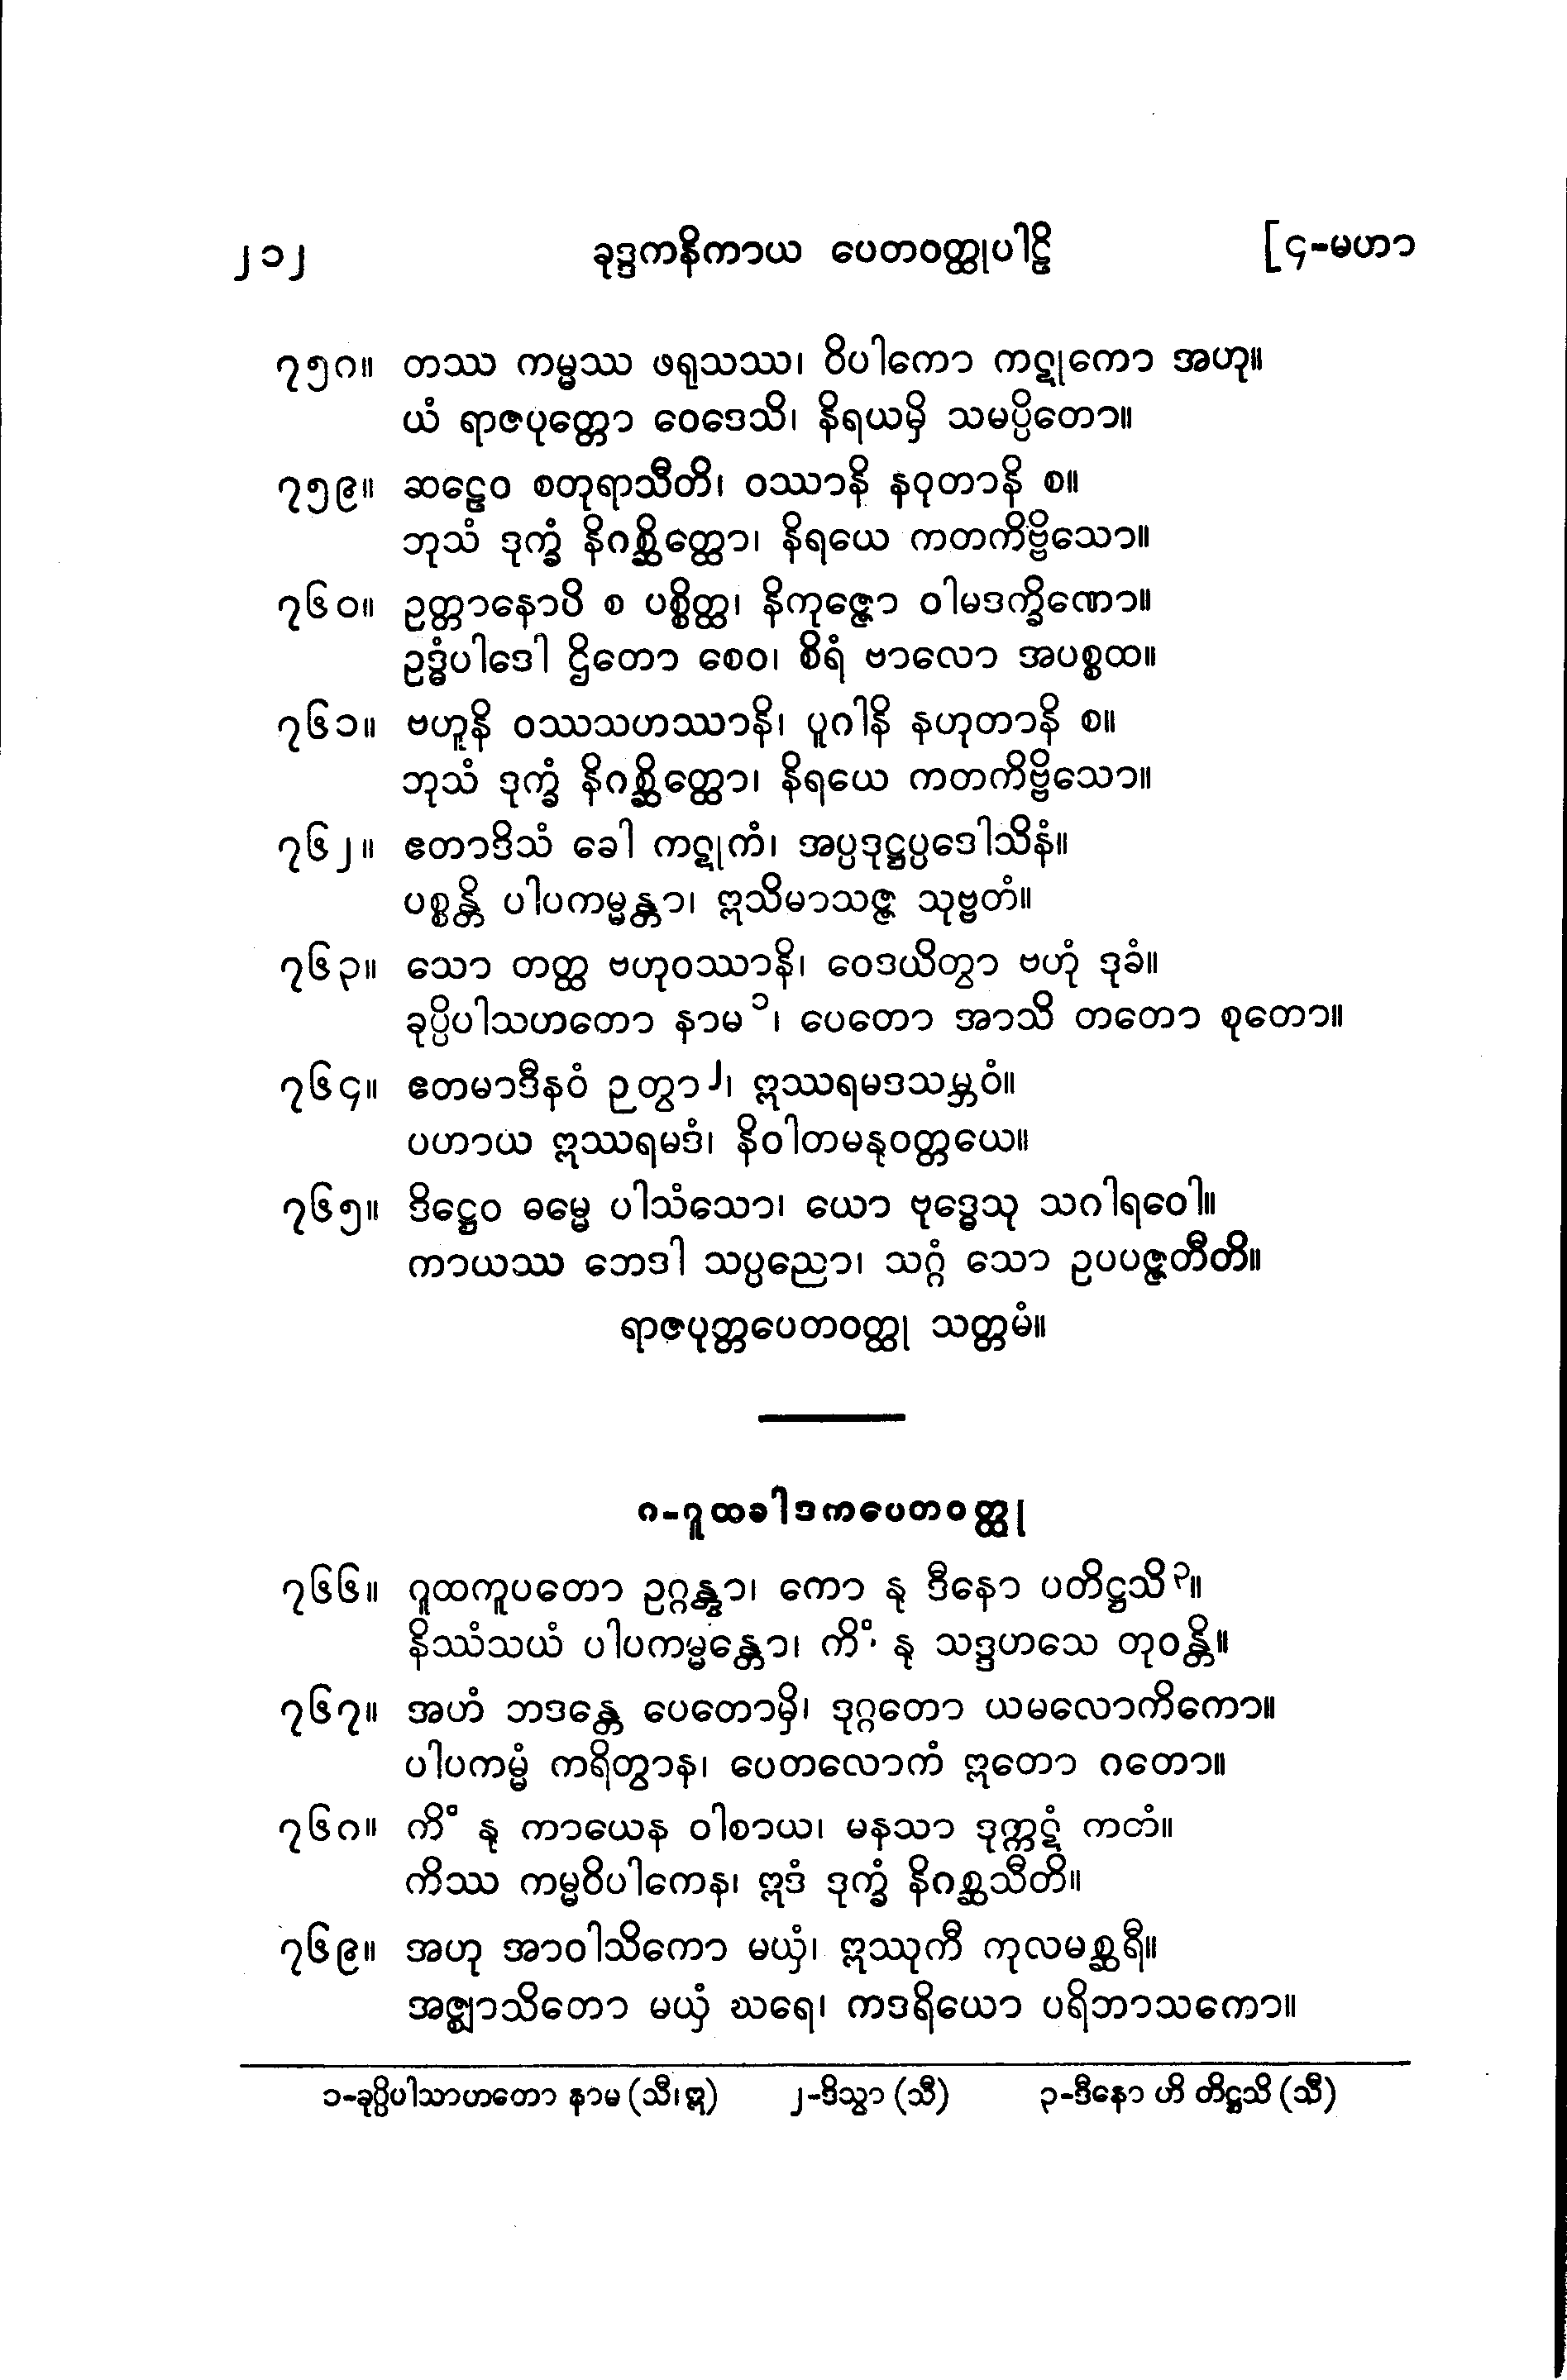 ၂၁၂ ခုဒ္ဒကနိကာယ ပေတဝတ္ထုပါဠိ [၄-မဟာ
၇၅၈။ တဿ ကမ္မဿ ဖရုသဿ၊ ဝိပါကော ကဋုကော အဟု။
ယံ ရာဇပုတ္တော ဝေဒေသိ၊ နိရယမှိ သမပ္ပိတော။
၇၅၉။ ဆဠေဝ စတုရာသီတိ၊ ဝဿာနိ နဝုတာနိ စ။
ဘုသံ ဒုက္ခံ နိဂစ္ဆိတ္ထော၊ နိရယေ ကတကိဗ္ဗိသော။
၇၆၀။ ဥတ္တာနောပိ စ ပစ္စိတ္ထ၊ နိကုဇ္ဇော ဝါမဒက္ခိဏော။
ဥဒ္ဓံပါဒေါ ဌိတော စေဝ၊ စိရံ ဗာလော အပစ္စထ။
၇၆၁။ ဗဟူနိ ဝဿသဟဿာနိ၊ ပူဂါနိ နဟုတာနိ စ။
ဘုသံ ဒုက္ခံ နိဂစ္ဆိတ္ထော၊ နိရယေ ကတကိဗ္ဗိသော။
၇၆၂။ ဧတာဒိသံ ခေါ ကဋုကံ၊ အပ္ပဒုဋ္ဌပ္ပဒေါသိနံ။
ပစ္စန္တိ ပါပကမ္မန္တာ၊ ဣသိမာသဇ္ဇ သုဗ္ဗတံ။
၇၆၃။ သော တတ္ထ ဗဟုဝဿာနိ၊ ဝေဒယိတွာ ဗဟုံ ဒုခံ။
ခုပ္ပိပါသဟတော နာမ ၁၊ ပေတော အာသိ တတော စုတော။
၇၆၄။ ဧတမာဒီနဝံ ဉတွာ ၂၊ ဣဿရမဒသမ္ဘဝံ။
ပဟာယ ဣဿရမဒံ၊ နိဝါတမနုဝတ္တယေ။
၇၆၅။ ဒိဋ္ဌေဝ ဓမ္မေ ပါသံသော၊ ယော ဗုဒ္ဓေသု သဂါရဝေါ။
ကာယဿ ဘေဒါ သပ္ပညော၊ သဂ္ဂံ သော ဥပပဇ္ဇတီတိ။
ရာဇပုတ္တပေတဝတ္ထု သတ္တမံ။
၈-ဂူထခါဒကပေတဝတ္ထု
၇၆၆။ ဂူထကူပတော ဥဂ္ဂန္တွာ၊ ကော နု ဒီနော ပတိဋ္ဌသိ ၃။
နိဿံသယံ ပါပကမ္မန္တော၊ ကိံ နု သဒ္ဒဟသေ တုဝန္တိ။
၇၆၇။ အဟံ ဘဒန္တေ ပေတောမှိ၊ ဒုဂ္ဂတော ယမလောကိကော။
ပါပကမ္မံ ကရိတွာန၊ ပေတလောကံ ဣတော ဂတော။
၇၆၈။ ကိံ နု ကာယေန ဝါစာယ၊ မနသာ ဒုက္ကဋံ ကတံ။
ကိဿ ကမ္မဝိပါကေန၊ ဣဒံ ဒုက္ခံ နိဂစ္ဆသီတိ။
၇၆၉။ အဟု အာဝါသိကော မယှံ၊ ဣဿုကီ ကုလမစ္ဆရီ။
အဇ္ဈာသိတော မယှံ ဃရေ၊ ကဒရိယော ပရိဘာသကော။
၁-ခုပ္ပိပါသာဟတော နာမ (သီ၊ဣ) ၂-ဒိသွာ (သီ) ၃-ဒီနော ဟိ တိဋ္ဌသိ (သီ)